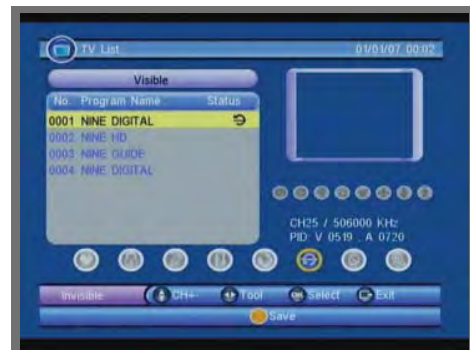 TV List 01/01/07 00:02
Visible
No. Program Name Status
0001 NINE DIGITAL
0002 NINE HD
0003 NINE GUIDE
0004 NINE DIGITAL
CH25 / 506000 KHz
PID: V 0519 . A 0720
Invisible CH+- Tool OK Select Exit
Save